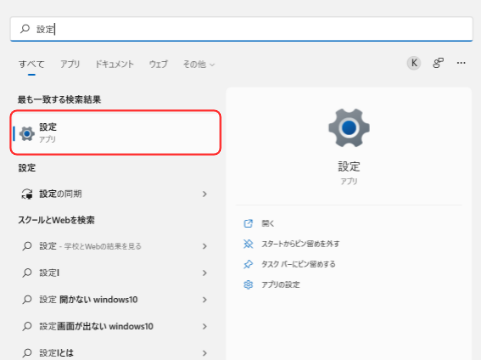 設定
すべて アプリ ドキュメント ウェブ その他
K
最も一致する検索結果
設定
アプリ
設定
設定の同期
スクールとWebを検索
設定 - 学校とWebの結果を見る
設定l
設定 開かない windows10
設定画面が出ない windows10
設定lとは
設定
アプリ
開く
スタートからピン留めを外す
タスク バーにピン留めする
アプリの設定